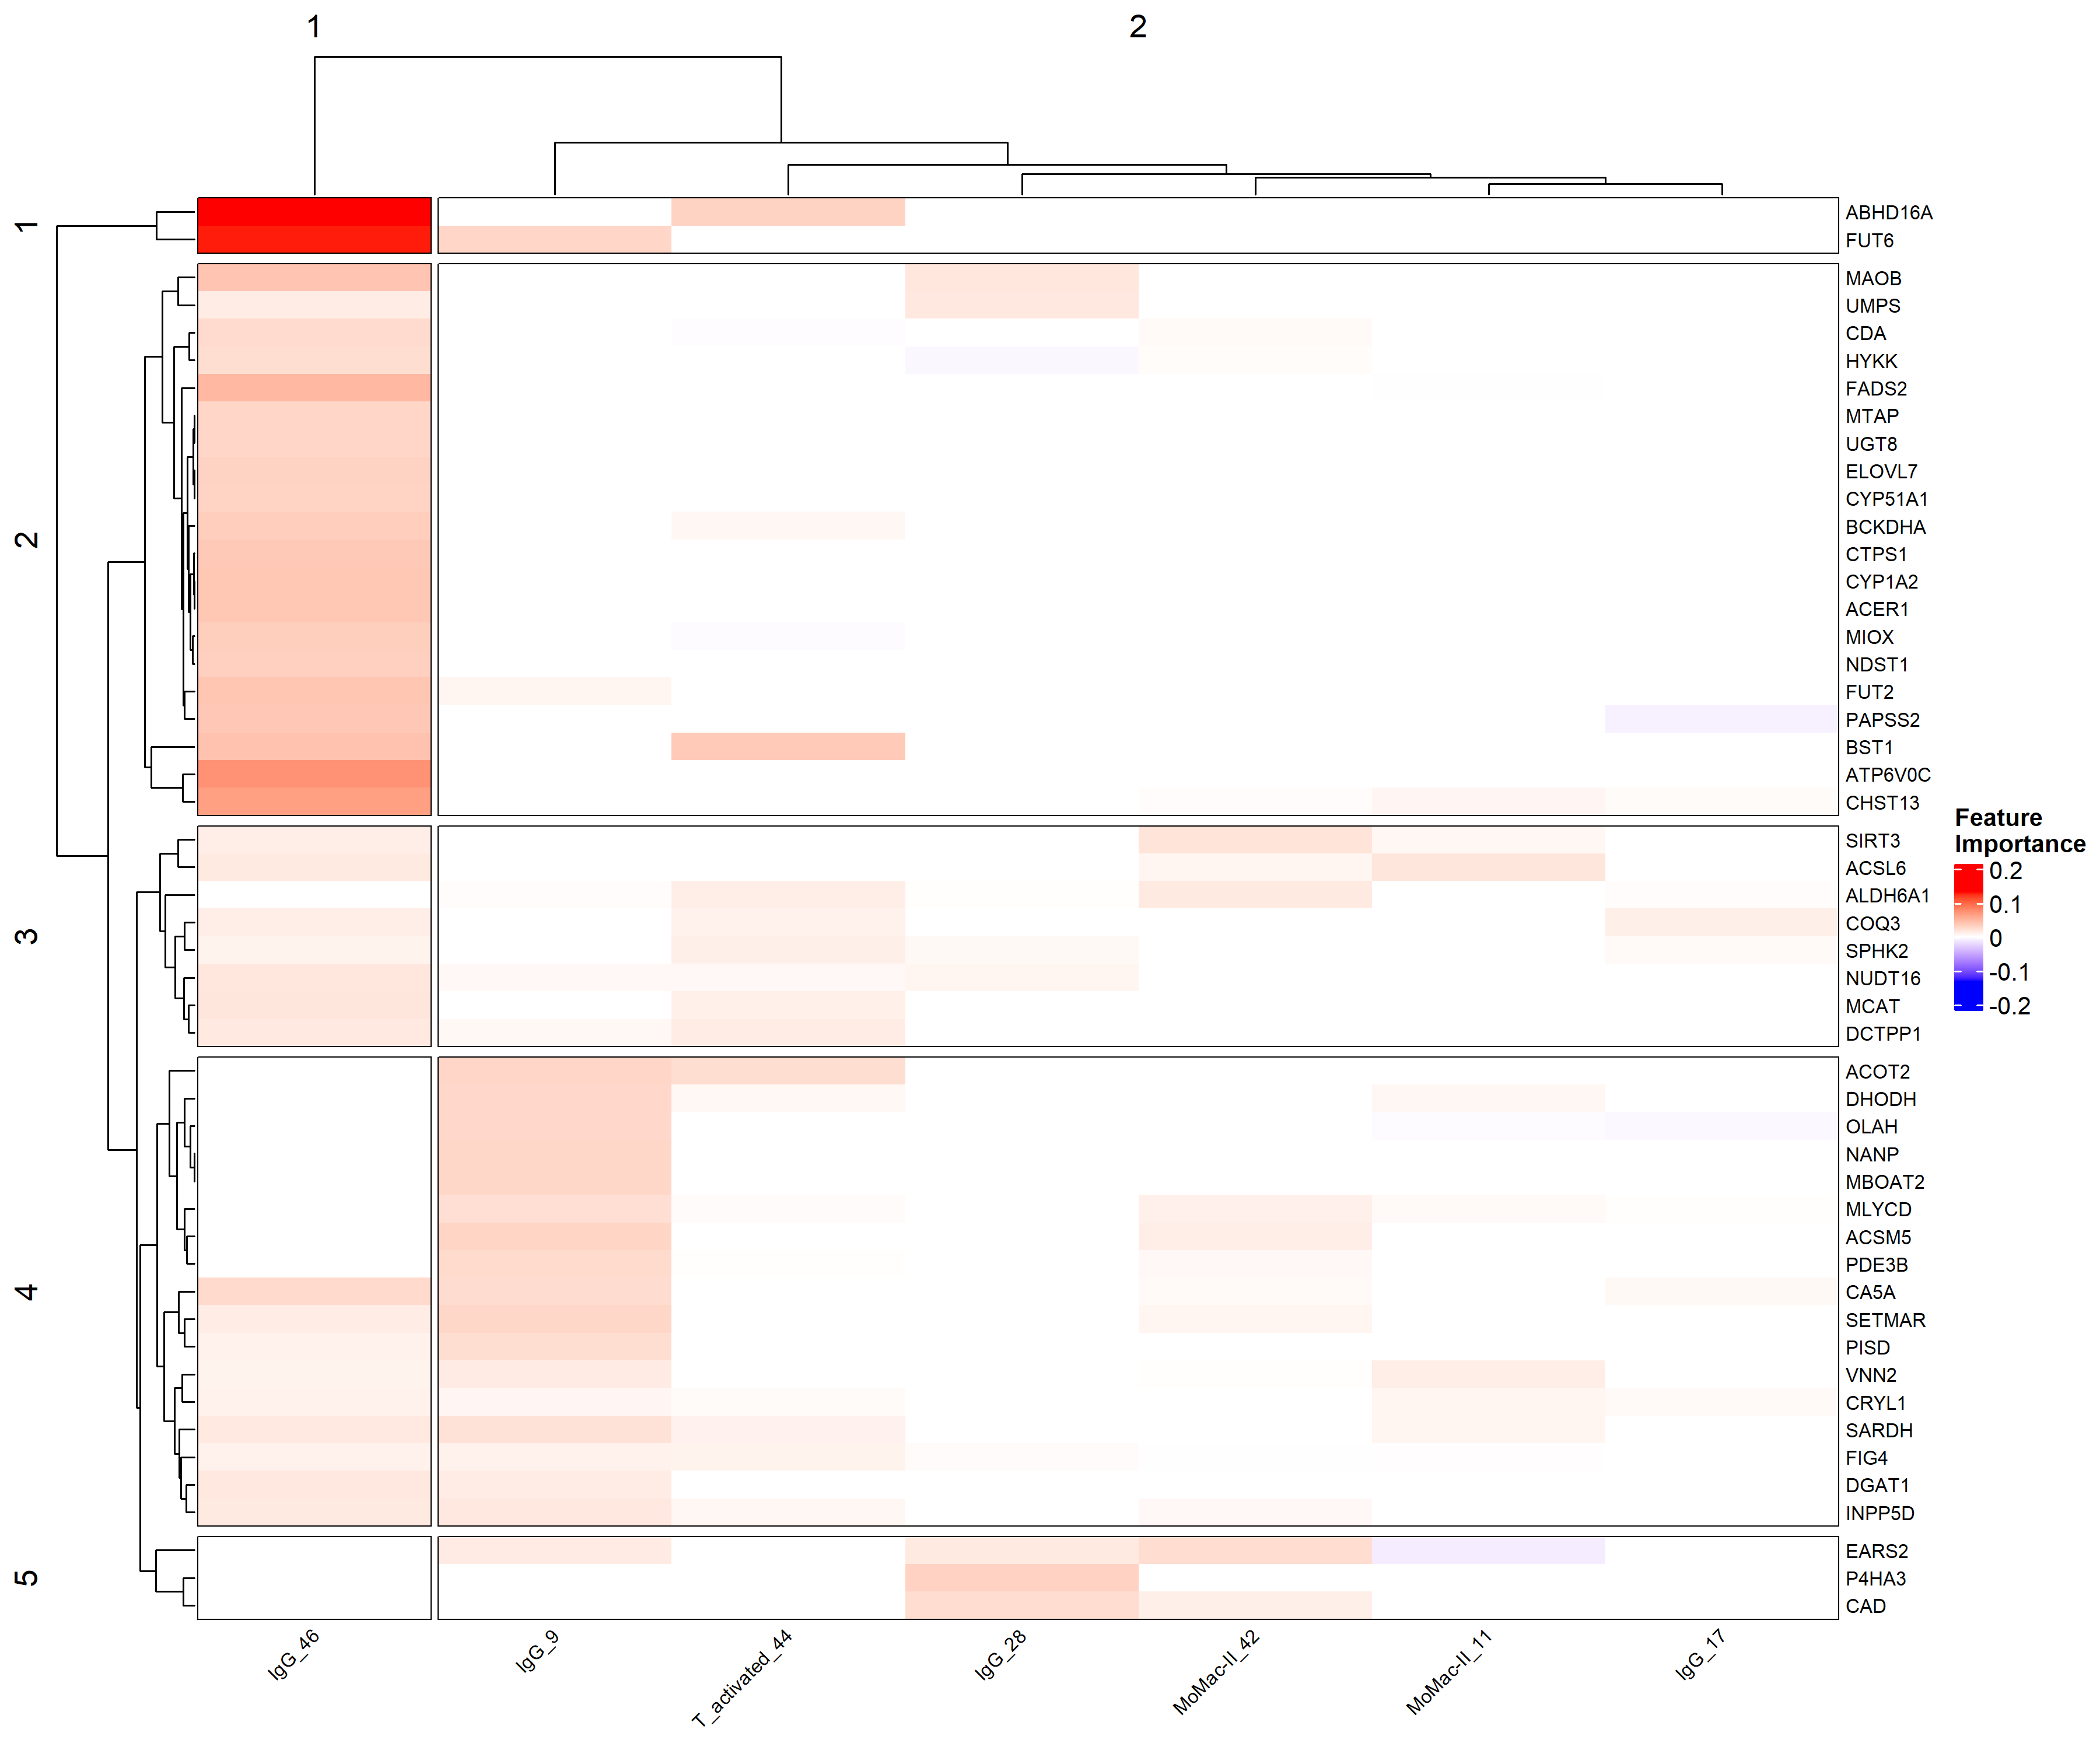 1
2
1
ABHD16A
FUT6
2
MAOB
UMPS
CDA
HYKK
FADS2
MTAP
UGT8
ELOVL7
CYP51A1
BCKDHA
CTPS1
CYP1A2
ACER1
MIOX
NDST1
FUT2
PAPSS2
BST1
ATP6V0C
CHST13
3
SIRT3
ACSL6
ALDH6A1
COQ3
SPHK2
NUDT16
MCAT
DCTPP1
4
ACOT2
DHODH
OLAH
NANP
MBOAT2
MLYCD
ACSM5
PDE3B
CA5A
SETMAR
PISD
VNN2
CRYL1
SARDH
FIG4
DGAT1
INPP5D
5
EARS2
P4HA3
CAD
IgG_46
IgG_9
T_activated_44
IgG_28
MoMac-II_42
MoMac-II_11
IgG_17
Feature
Importance
0.2
0.1
0
-0.1
-0.2